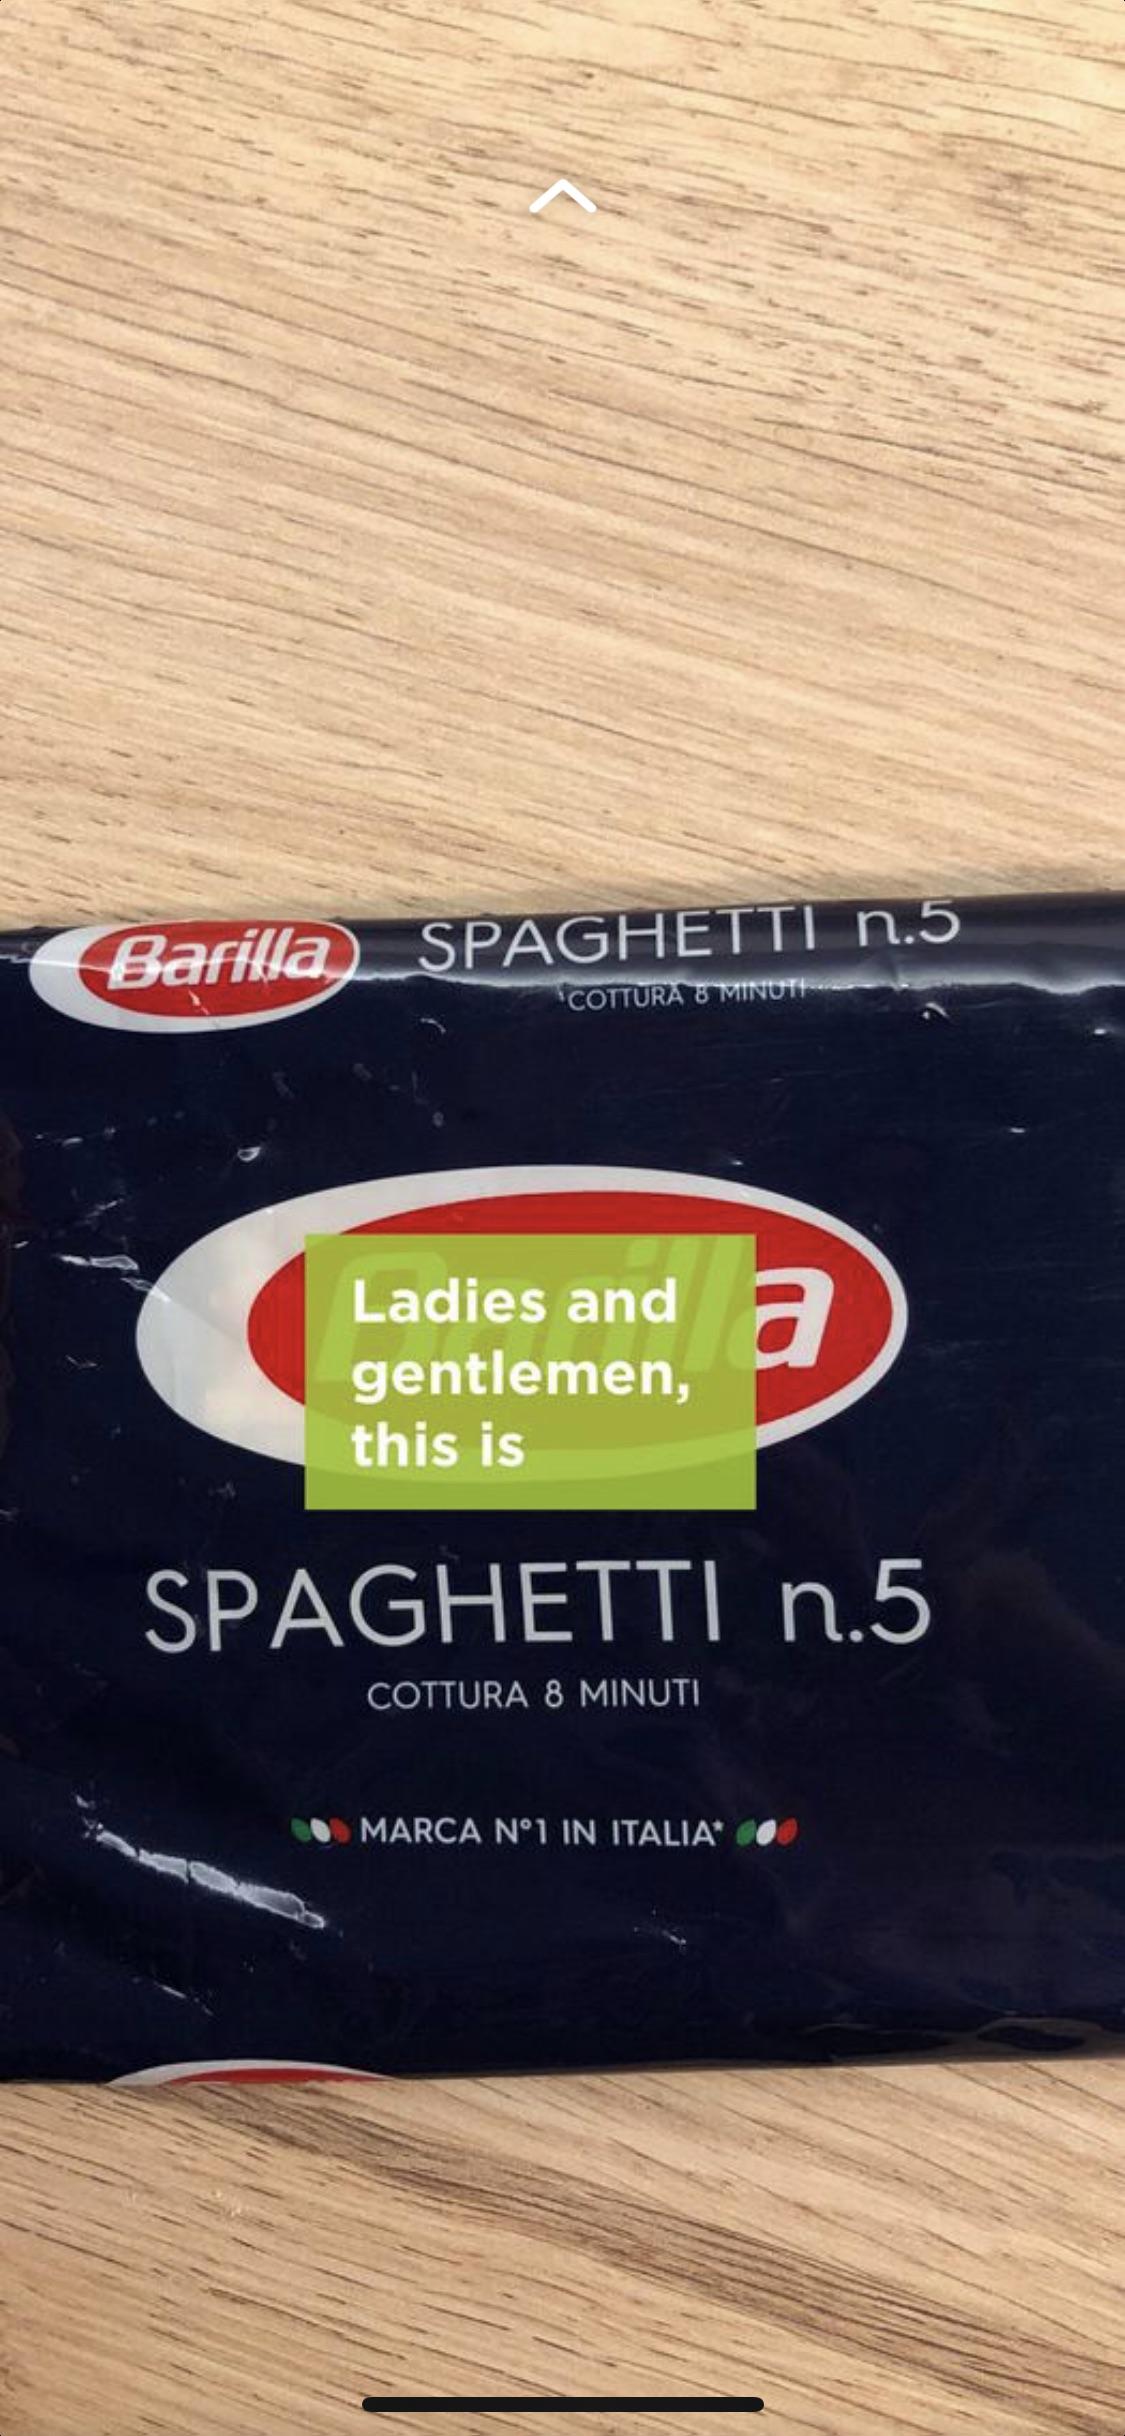 Barilla SPAGHETTI n.5
COTTURA 8 MINUTI
Barilla
Ladies and
gentlemen,
this is
SPAGHETTI n.5
COTTURA 8 MINUTI
MARCA N°1 IN ITALIA*